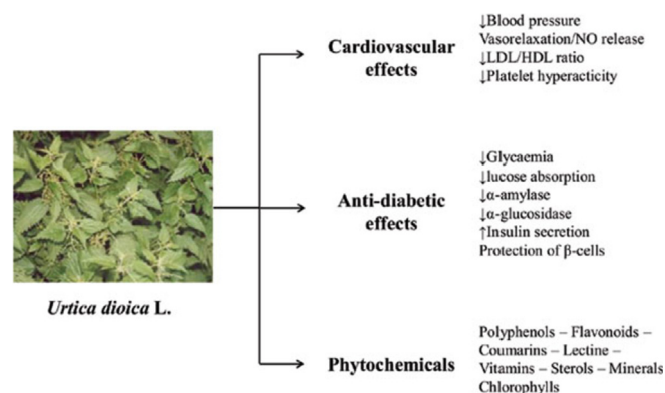 Cardiovascular
effects
↓Blood pressure
Vasorelaxation/NO release
↓LDL/HDL ratio
↓Platelet hyperacticity
Urtica dioica L.
Anti-diabetic
effects
↓Glycaemia
↓lucose absorption
↓α-amylase
↓α-glucosidase
↑Insulin secretion
Protection of β-cells
Phytochemicals
Polyphenols – Flavonoids –
Coumarins – Lectine –
Vitamins – Sterols – Minerals
Chlorophylls